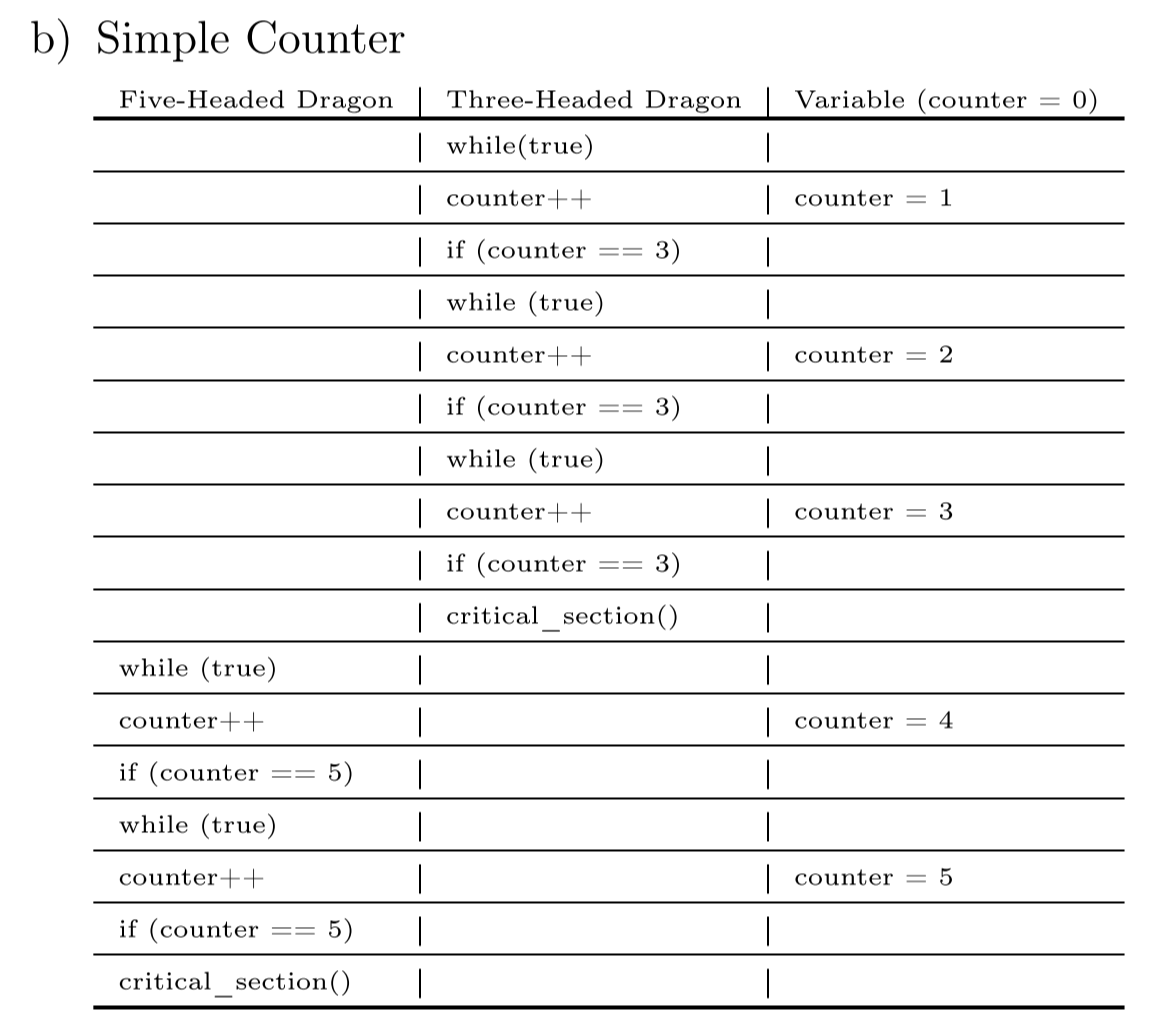 b) Simple Counter
Five-Headed Dragon | Three-Headed Dragon | Variable (counter = 0)
| while(true) |
| counter++ | counter = 1
| if (counter == 3) |
| while (true) |
| counter++ | counter = 2
| if (counter == 3) |
| while (true) |
| counter++ | counter = 3
| if (counter == 3) |
| critical_section() |
while (true) | |
counter++ | | counter = 4
if (counter == 5) | |
while (true) | |
counter++ | | counter = 5
if (counter == 5) | |
critical_section() | |